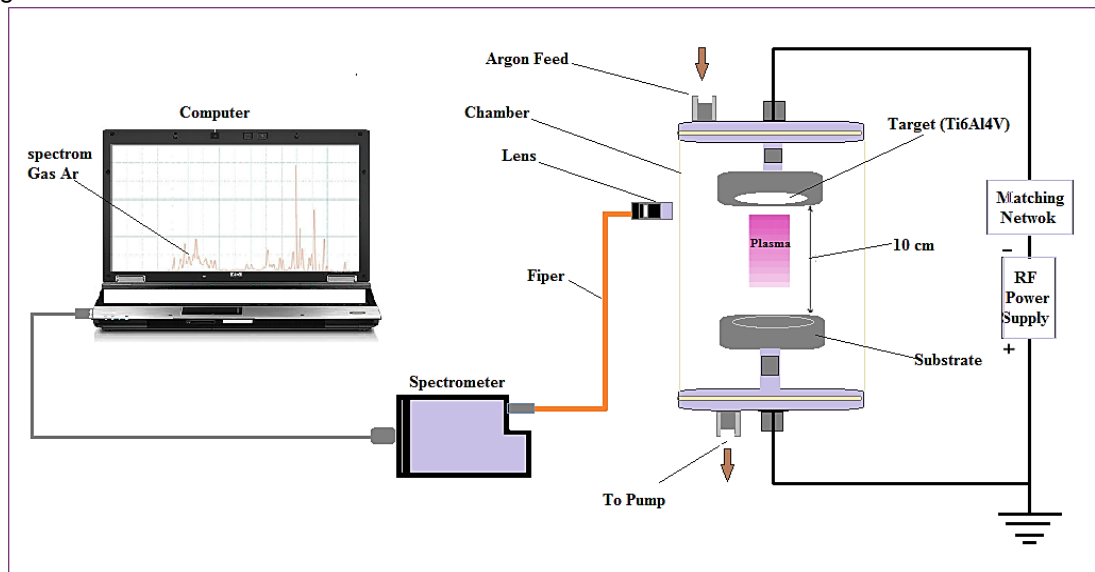 g
Argon Feed
Computer
Chamber
Target (Ti6Al4V)
spectrom
Gas Ar
Lens
Matching
Netwok
Plasma
10 cm
Fiper
–
RF
Power
Supply
+
Substrate
Spectrometer
To Pump